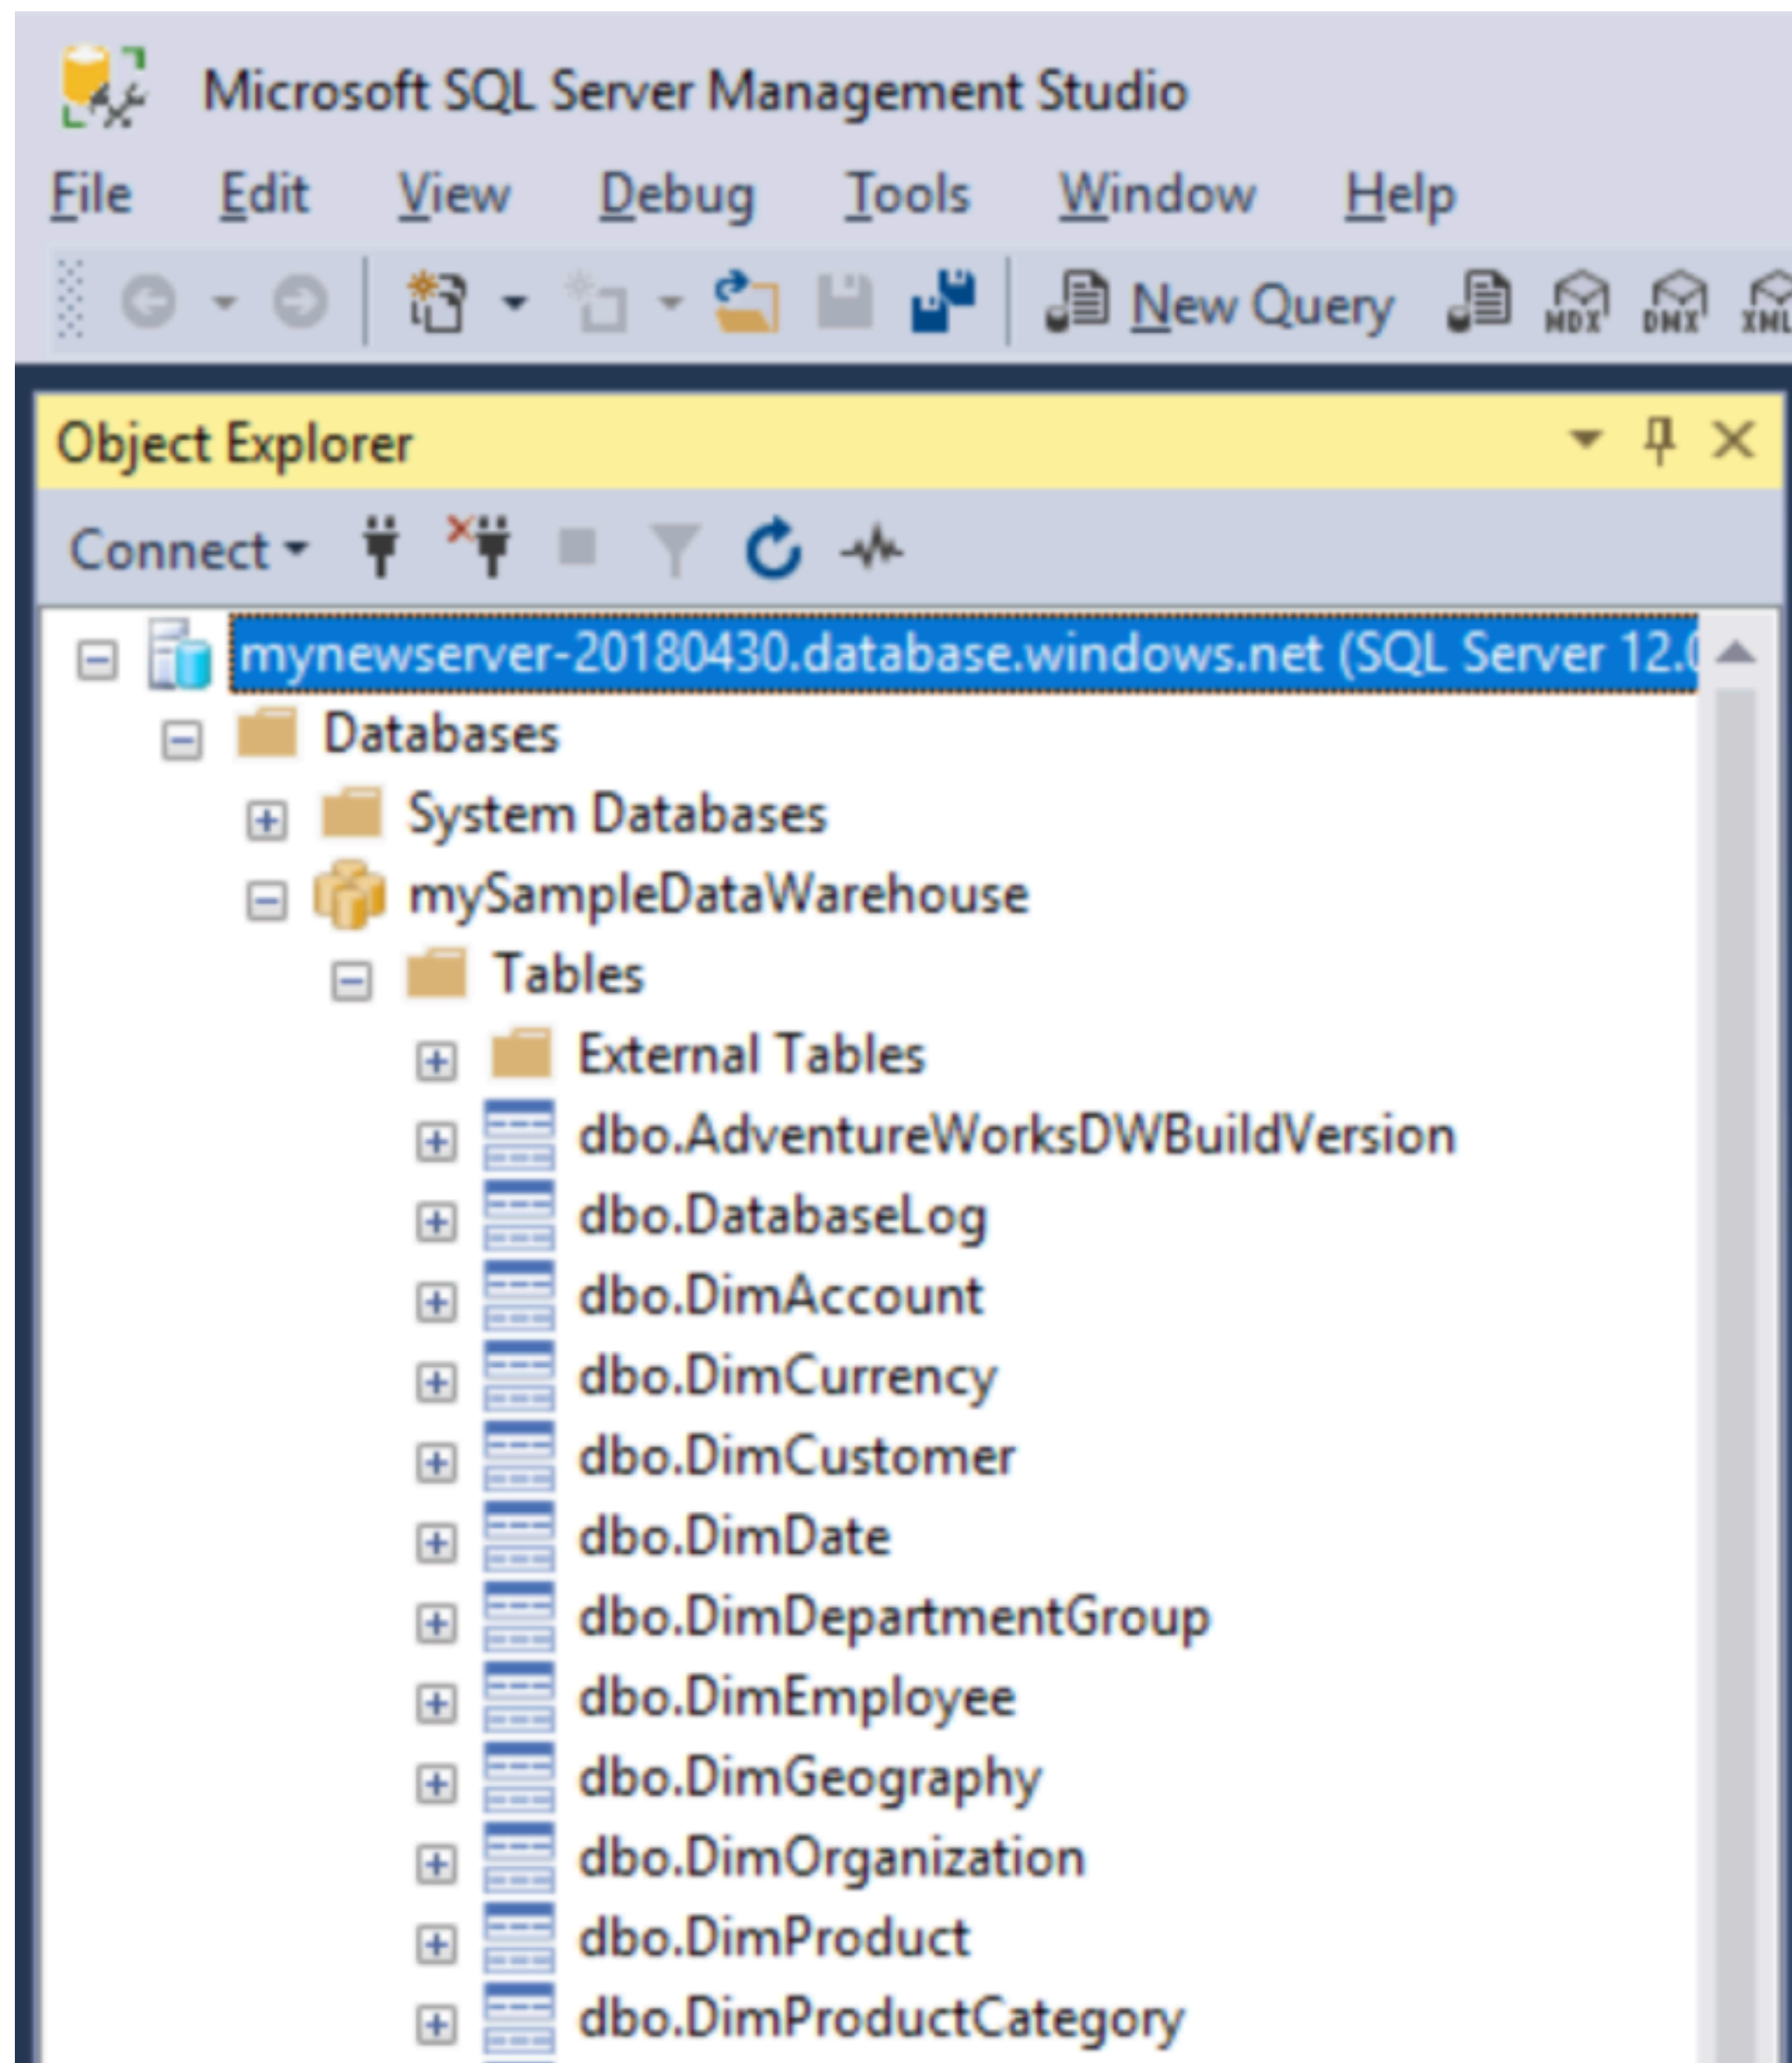 Microsoft SQL Server Management Studio
File Edit View Debug Tools Window Help
New Query MDX DMX XML
Object Explorer
Connect
mynewserver-20180430.database.windows.net (SQL Server 12.0
Databases
System Databases
mySampleDataWarehouse
Tables
External Tables
dbo.AdventureWorksDWBuildVersion
dbo.DatabaseLog
dbo.DimAccount
dbo.DimCurrency
dbo.DimCustomer
dbo.DimDate
dbo.DimDepartmentGroup
dbo.DimEmployee
dbo.DimGeography
dbo.DimOrganization
dbo.DimProduct
dbo.DimProductCategory